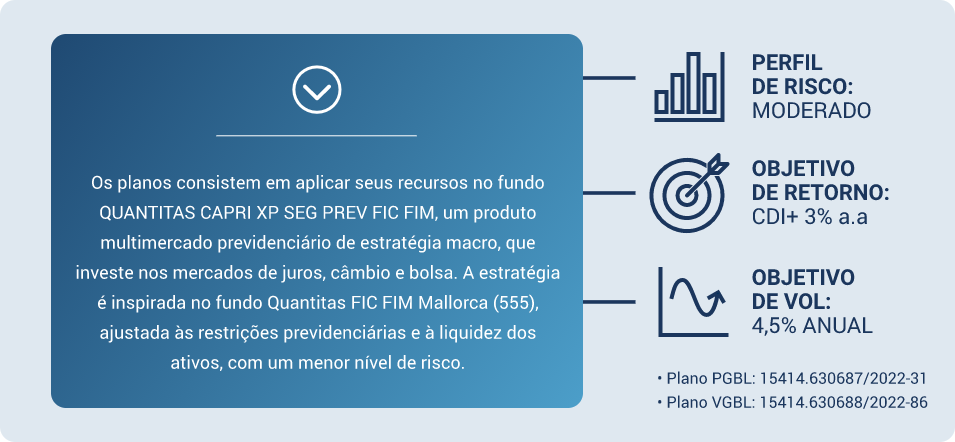 Os planos consistem em aplicar seus recursos no fundo
QUANTITAS CAPRI XP SEG PREV FIC FIM, um produto
multimercado previdenciário de estratégia macro, que
investe nos mercados de juros, câmbio e bolsa. A estratégia
é inspirada no fundo Quantitas FIC FIM Mallorca (555),
ajustada às restrições previdenciárias e à liquidez dos
ativos, com um menor nível de risco.
PERFIL
DE RISCO:
MODERADO
OBJETIVO
DE RETORNO:
CDI+ 3% a.a
OBJETIVO
DE VOL:
4,5% ANUAL
• Plano PGBL: 15414.630687/2022-31
• Plano VGBL: 15414.630688/2022-86